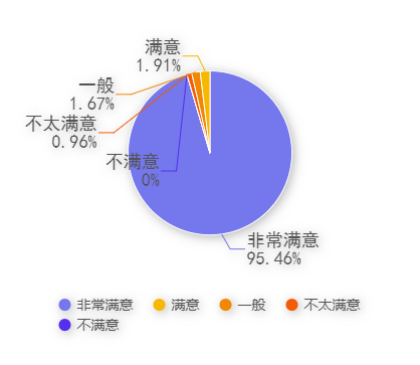 满意
1.91%
一般
1.67%
不太满意
0.96%
不满意
0%
非常满意
95.46%
非常满意 满意 一般 不太满意
不满意